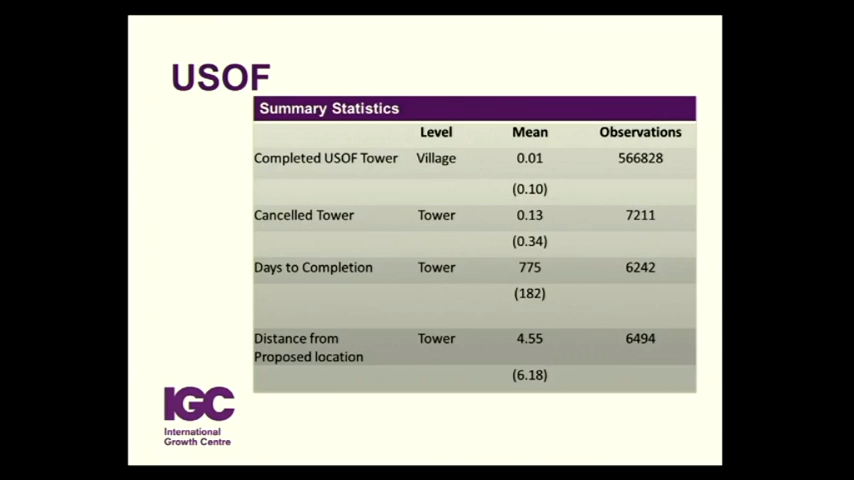 USOF
Summary Statistics
Level Mean Observations
Completed USOF Tower Village 0.01 566828
(0.10)
Cancelled Tower Tower 0.13 7211
(0.34)
Days to Completion Tower 775 6242
(182)
Distance from Tower 4.55 6494
Proposed location
(6.18)
IGC
International
Growth Centre